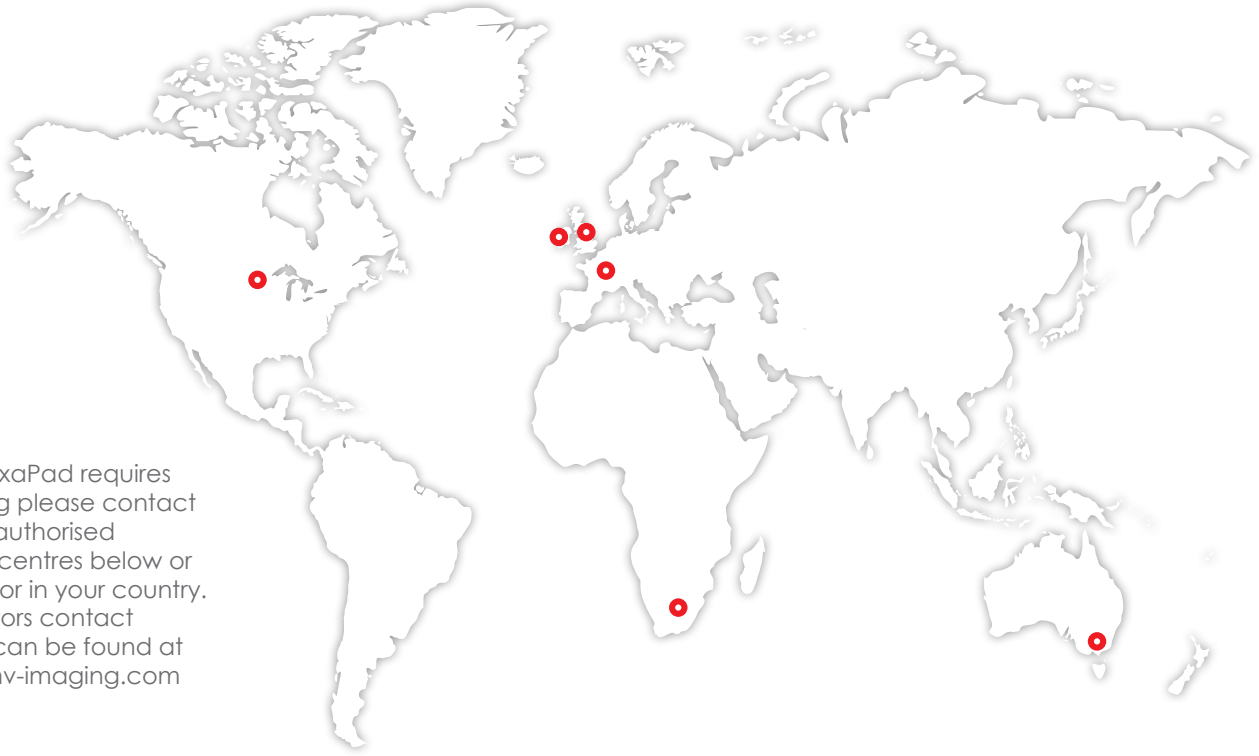 xaPad requires
g please contact
authorised
centres below or
or in your country.
ors contact
can be found at
v-imaging.com